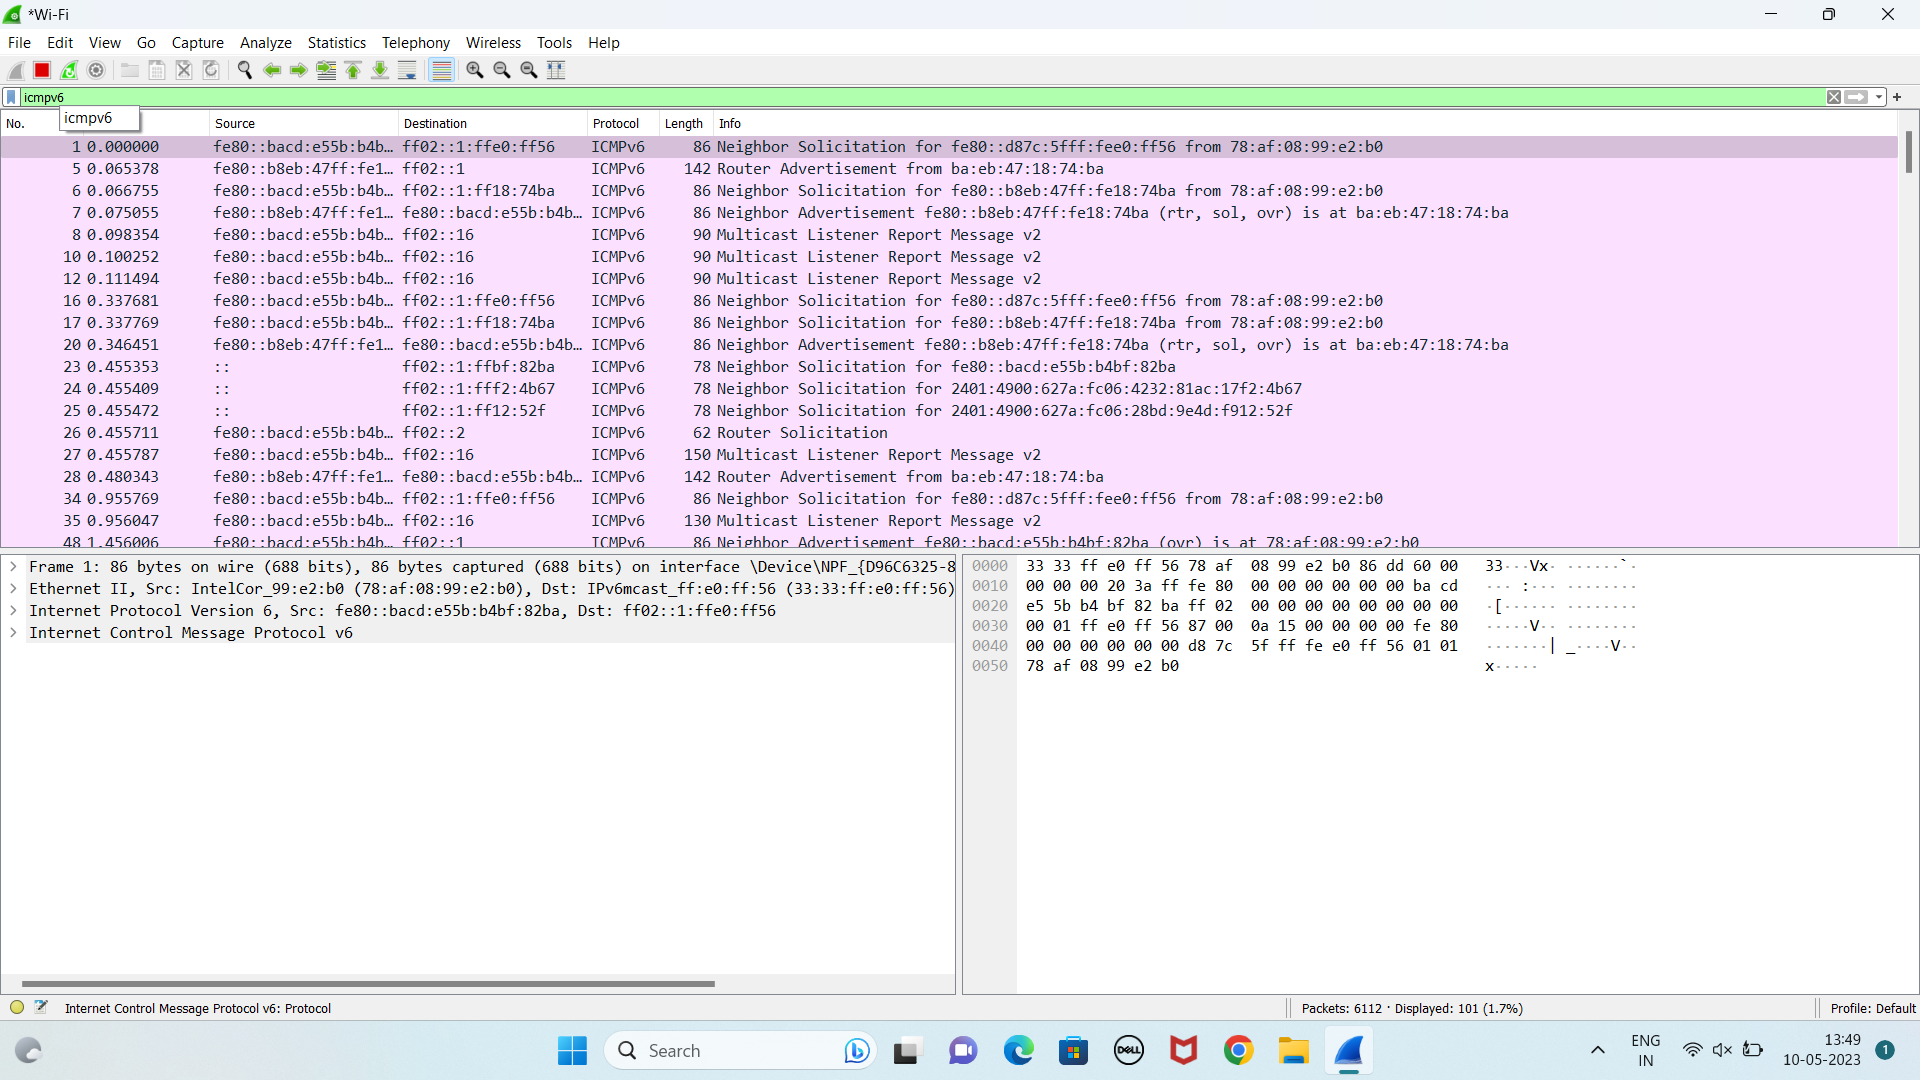 *Wi-Fi
File Edit View Go Capture Analyze Statistics Telephony Wireless Tools Help
icmpv6
icmpv6
No. Source Destination Protocol Length Info
1 0.000000 fe80::bacd:e55b:b4b… ff02::1:ffe0:ff56 ICMPv6 86 Neighbor Solicitation for fe80::d87c:5fff:fee0:ff56 from 78:af:08:99:e2:b0
5 0.065378 fe80::b8eb:47ff:fe1… ff02::1 ICMPv6 142 Router Advertisement from ba:eb:47:18:74:ba
6 0.066755 fe80::bacd:e55b:b4b… ff02::1:ff18:74ba ICMPv6 86 Neighbor Solicitation for fe80::b8eb:47ff:fe18:74ba from 78:af:08:99:e2:b0
7 0.075055 fe80::b8eb:47ff:fe1… fe80::bacd:e55b:b4b… ICMPv6 86 Neighbor Advertisement fe80::b8eb:47ff:fe18:74ba (rtr, sol, ovr) is at ba:eb:47:18:74:ba
8 0.098354 fe80::bacd:e55b:b4b… ff02::16 ICMPv6 90 Multicast Listener Report Message v2
10 0.100252 fe80::bacd:e55b:b4b… ff02::16 ICMPv6 90 Multicast Listener Report Message v2
12 0.111494 fe80::bacd:e55b:b4b… ff02::16 ICMPv6 90 Multicast Listener Report Message v2
16 0.337681 fe80::bacd:e55b:b4b… ff02::1:ffe0:ff56 ICMPv6 86 Neighbor Solicitation for fe80::d87c:5fff:fee0:ff56 from 78:af:08:99:e2:b0
17 0.337769 fe80::bacd:e55b:b4b… ff02::1:ff18:74ba ICMPv6 86 Neighbor Solicitation for fe80::b8eb:47ff:fe18:74ba from 78:af:08:99:e2:b0
20 0.346451 fe80::b8eb:47ff:fe1… fe80::bacd:e55b:b4b… ICMPv6 86 Neighbor Advertisement fe80::b8eb:47ff:fe18:74ba (rtr, sol, ovr) is at ba:eb:47:18:74:ba
23 0.455353 :: ff02::1:ffbf:82ba ICMPv6 78 Neighbor Solicitation for fe80::bacd:e55b:b4bf:82ba
24 0.455409 :: ff02::1:fff2:4b67 ICMPv6 78 Neighbor Solicitation for 2401:4900:627a:fc06:4232:81ac:17f2:4b67
25 0.455472 :: ff02::1:ff12:52f ICMPv6 78 Neighbor Solicitation for 2401:4900:627a:fc06:28bd:9e4d:f912:52f
26 0.455711 fe80::bacd:e55b:b4b… ff02::2 ICMPv6 62 Router Solicitation
27 0.455787 fe80::bacd:e55b:b4b… ff02::16 ICMPv6 150 Multicast Listener Report Message v2
28 0.480343 fe80::b8eb:47ff:fe1… fe80::bacd:e55b:b4b… ICMPv6 142 Router Advertisement from ba:eb:47:18:74:ba
34 0.955769 fe80::bacd:e55b:b4b… ff02::1:ffe0:ff56 ICMPv6 86 Neighbor Solicitation for fe80::d87c:5fff:fee0:ff56 from 78:af:08:99:e2:b0
35 0.956047 fe80::bacd:e55b:b4b… ff02::16 ICMPv6 130 Multicast Listener Report Message v2
48 1.456006 fe80::bacd:e55b:b4b… ff02::1 ICMPv6 86 Neighbor Advertisement fe80::bacd:e55b:b4bf:82ba (ovr) is at 78:af:08:99:e2:b0
Frame 1: 86 bytes on wire (688 bits), 86 bytes captured (688 bits) on interface \Device\NPF_{D96C6325-8
Ethernet II, Src: IntelCor_99:e2:b0 (78:af:08:99:e2:b0), Dst: IPv6mcast_ff:e0:ff:56 (33:33:ff:e0:ff:56)
Internet Protocol Version 6, Src: fe80::bacd:e55b:b4bf:82ba, Dst: ff02::1:ffe0:ff56
Internet Control Message Protocol v6
0000 33 33 ff e0 ff 56 78 af 08 99 e2 b0 86 dd 60 00 33···Vx· ······`·
0010 00 00 00 20 3a ff fe 80 00 00 00 00 00 00 ba cd ··· :··· ········
0020 e5 5b b4 bf 82 ba ff 02 00 00 00 00 00 00 00 00 ·[······ ········
0030 00 01 ff e0 ff 56 87 00 0a 15 00 00 00 00 fe 80 ·····V·· ········
0040 00 00 00 00 00 00 d8 7c 5f ff fe e0 ff 56 01 01 ·······| _····V··
0050 78 af 08 99 e2 b0 x·····
Internet Control Message Protocol v6: Protocol
Packets: 6112 · Displayed: 101 (1.7%)
Profile: Default
Search
DELL
ENG
IN
13:49
10-05-2023
1